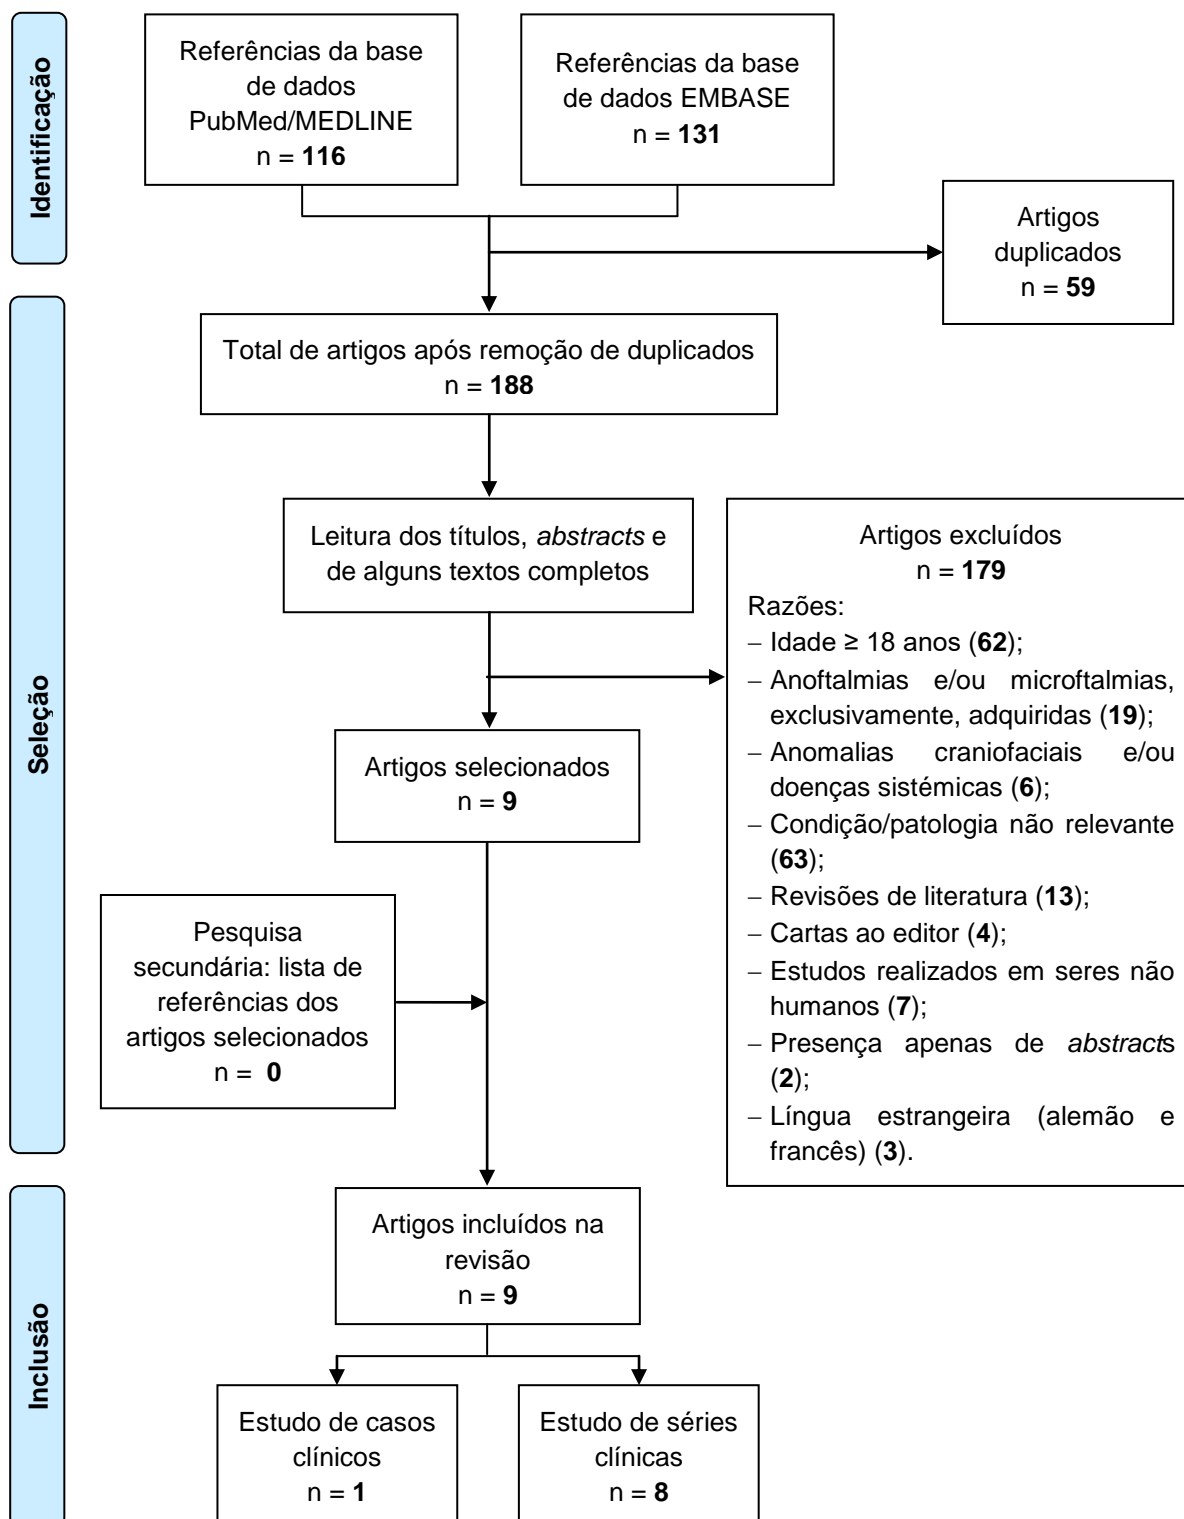 Identificação
Referências da base
de dados
PubMed/MEDLINE
n = 116
Referências da base
de dados EMBASE
n = 131
Artigos
duplicados
n = 59
Seleção
Total de artigos após remoção de duplicados
n = 188
Leitura dos títulos, abstracts e
de alguns textos completos
Artigos excluídos
n = 179
Razões:
– Idade ≥ 18 anos (62);
– Anoftalmias e/ou microftalmias,
exclusivamente, adquiridas (19);
– Anomalias craniofaciais e/ou
doenças sistémicas (6);
– Condição/patologia não relevante
(63);
– Revisões de literatura (13);
– Cartas ao editor (4);
– Estudos realizados em seres não
humanos (7);
– Presença apenas de abstracts
(2);
– Língua estrangeira (alemão e
francês) (3).
Artigos selecionados
n = 9
Pesquisa
secundária: lista de
referências dos
artigos selecionados
n = 0
Inclusão
Artigos incluídos na
revisão
n = 9
Estudo de casos
clínicos
n = 1
Estudo de séries
clínicas
n = 8